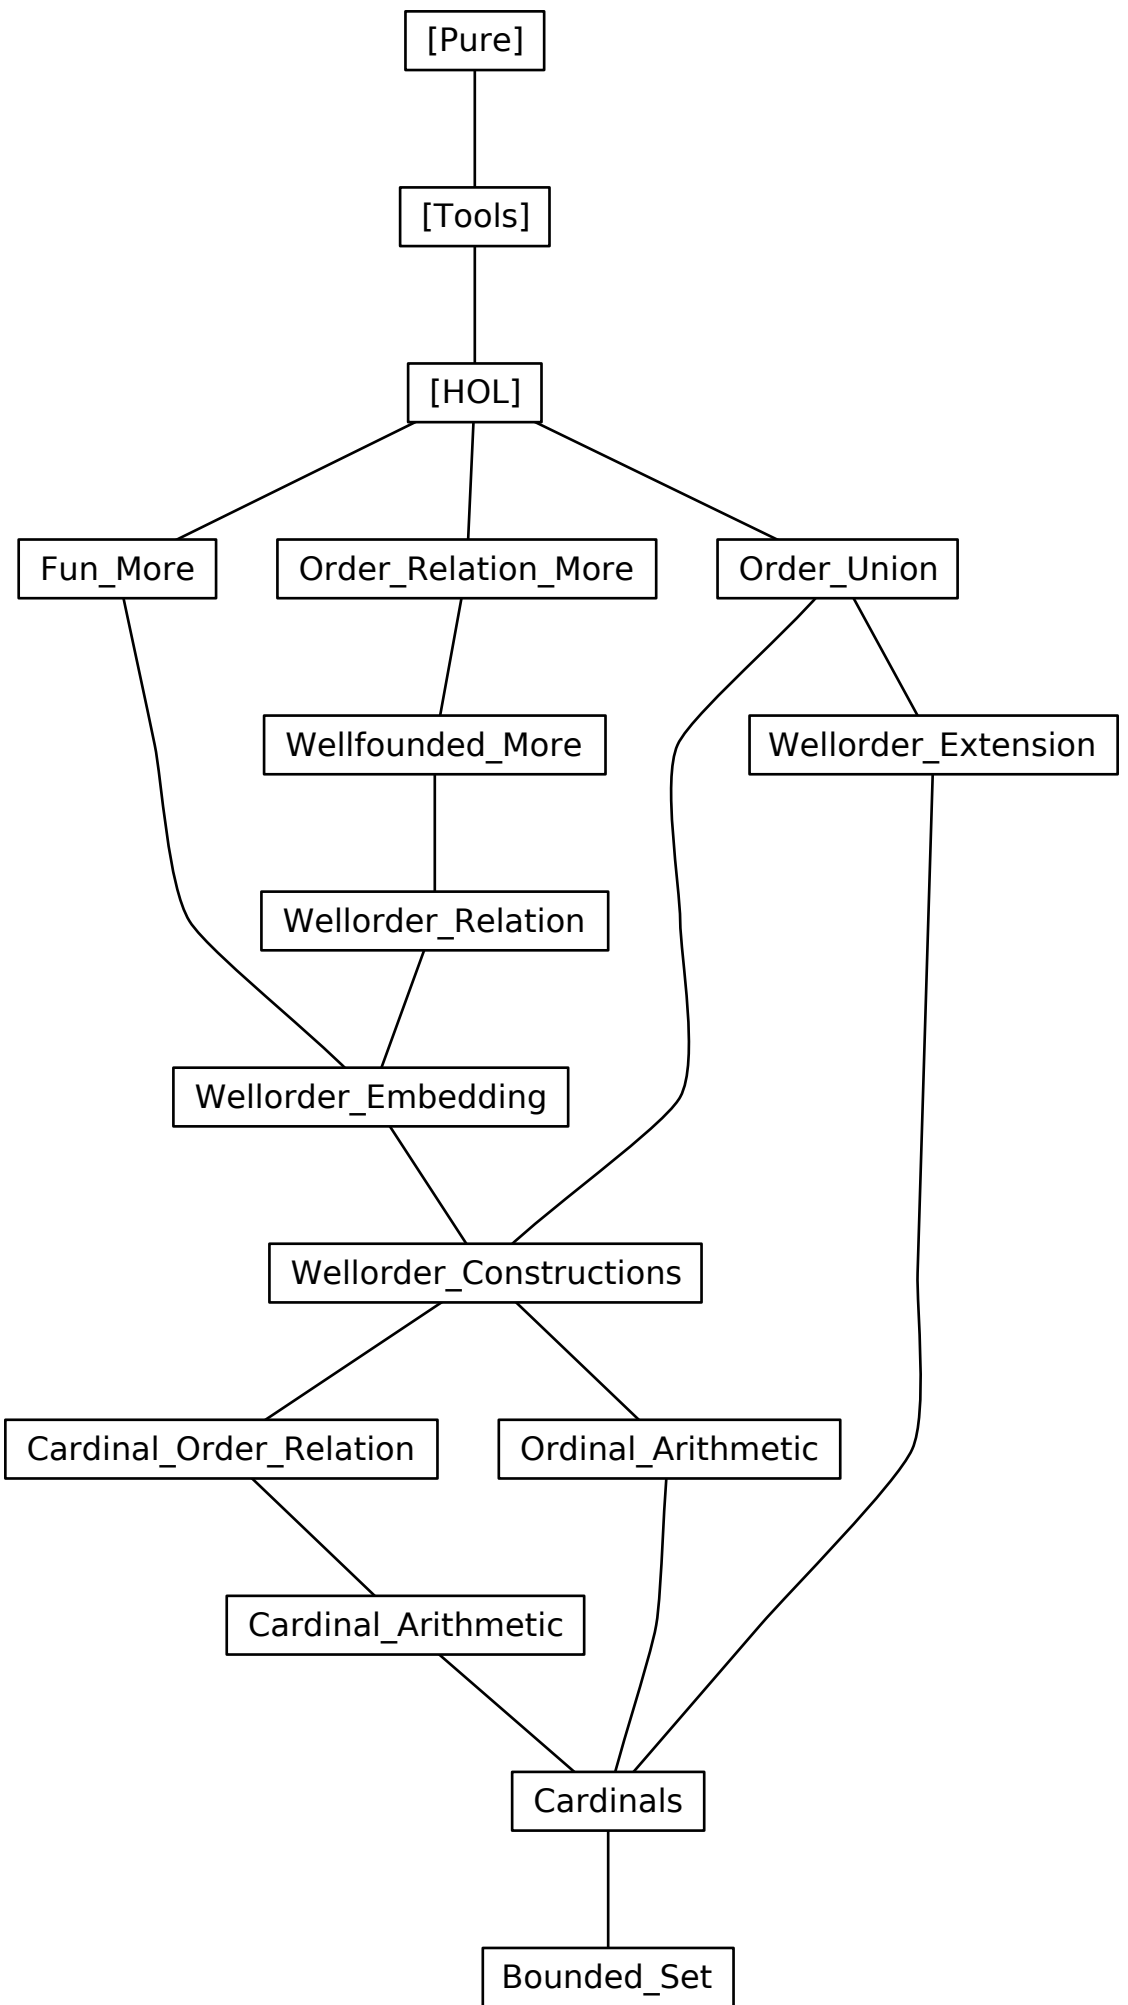 [Pure]
[Tools]
[HOL]
Fun_More
Order_Relation_More
Order_Union
Wellfounded_More
Wellorder_Extension
Wellorder_Relation
Wellorder_Embedding
Wellorder_Constructions
Cardinal_Order_Relation
Ordinal_Arithmetic
Cardinal_Arithmetic
Cardinals
Bounded_Set